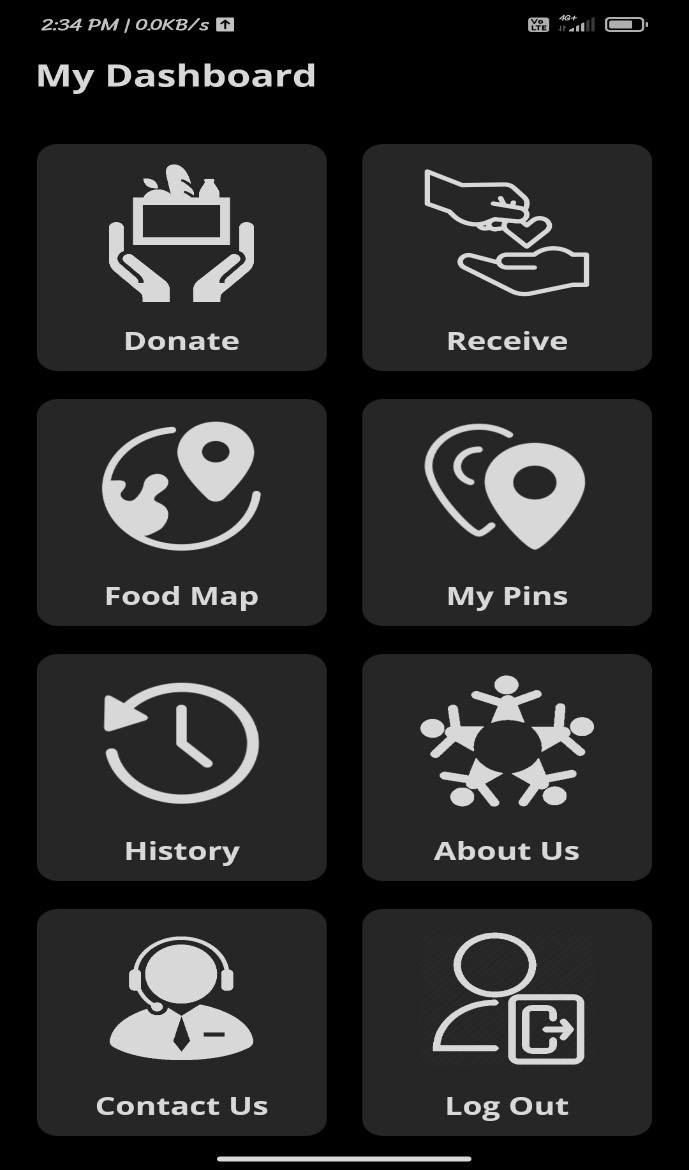 2:34 PM | 0.0KB/s
Vo LTE 4G+
My Dashboard
Donate Receive
Food Map My Pins
History About Us
Contact Us Log Out